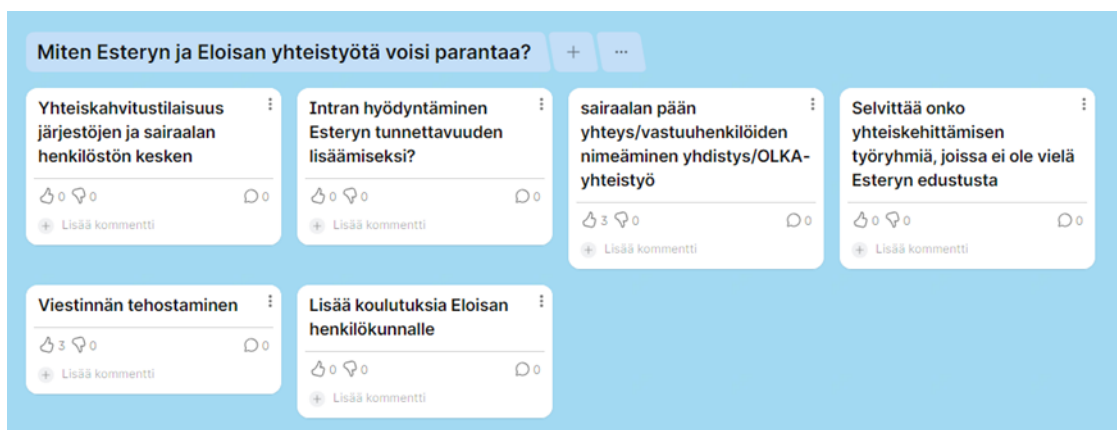 Miten Esteryn ja Eloisan yhteistyötä voisi parantaa?
+
...
Yhteiskahvitustilaisuus
järjestöjen ja sairaalan
henkilöstön kesken
0 0 0
+ Lisää kommentti
Intran hyödyntäminen
Esteryn tunnettavuuden
lisäämiseksi?
0 0 0
+ Lisää kommentti
sairaalan pään
yhteys/vastuuhenkilöiden
nimeäminen yhdistys/OLKA-
yhteistyö
3 0 0
+ Lisää kommentti
Selvittää onko
yhteiskehittämisen
työryhmiä, joissa ei ole vielä
Esteryn edustusta
0 0 0
+ Lisää kommentti
Viestinnän tehostaminen
3 0 0
+ Lisää kommentti
Lisää koulutuksia Eloisan
henkilökunnalle
0 0 0
+ Lisää kommentti